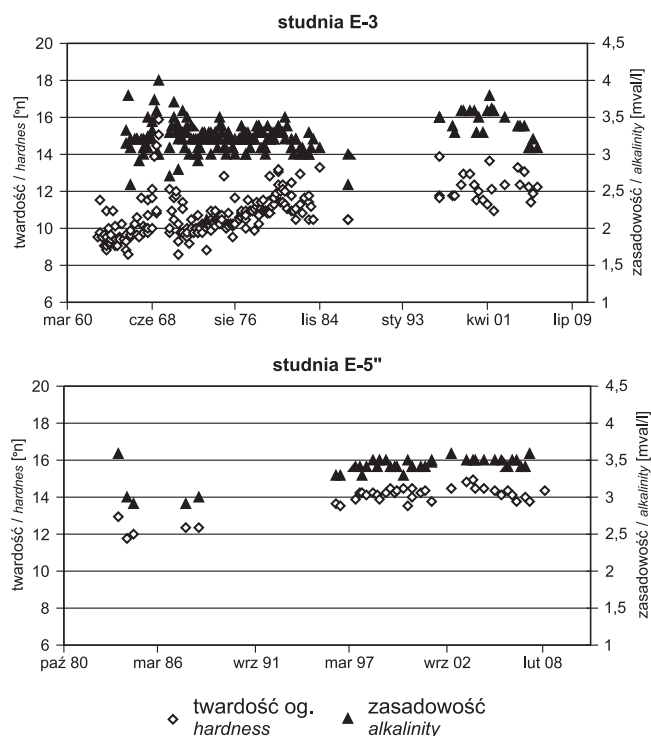 studnia E-3
20
18
16
14
12
10
8
6
twardość / hardnes [°n]
4,5
4
3,5
3
2,5
2
1,5
1
zasadowość / alkalinity [mval/l]
mar 60
cze 68
sie 76
lis 84
sty 93
kwi 01
lip 09
studnia E-5"
20
18
16
14
12
10
8
6
twardość / hardnes [°n]
4,5
4
3,5
3
2,5
2
1,5
1
zasadowość / alkalinity [mval/l]
paź 80
mar 86
wrz 91
mar 97
wrz 02
lut 08
twardość og.
hardness
zasadowość
alkalinity